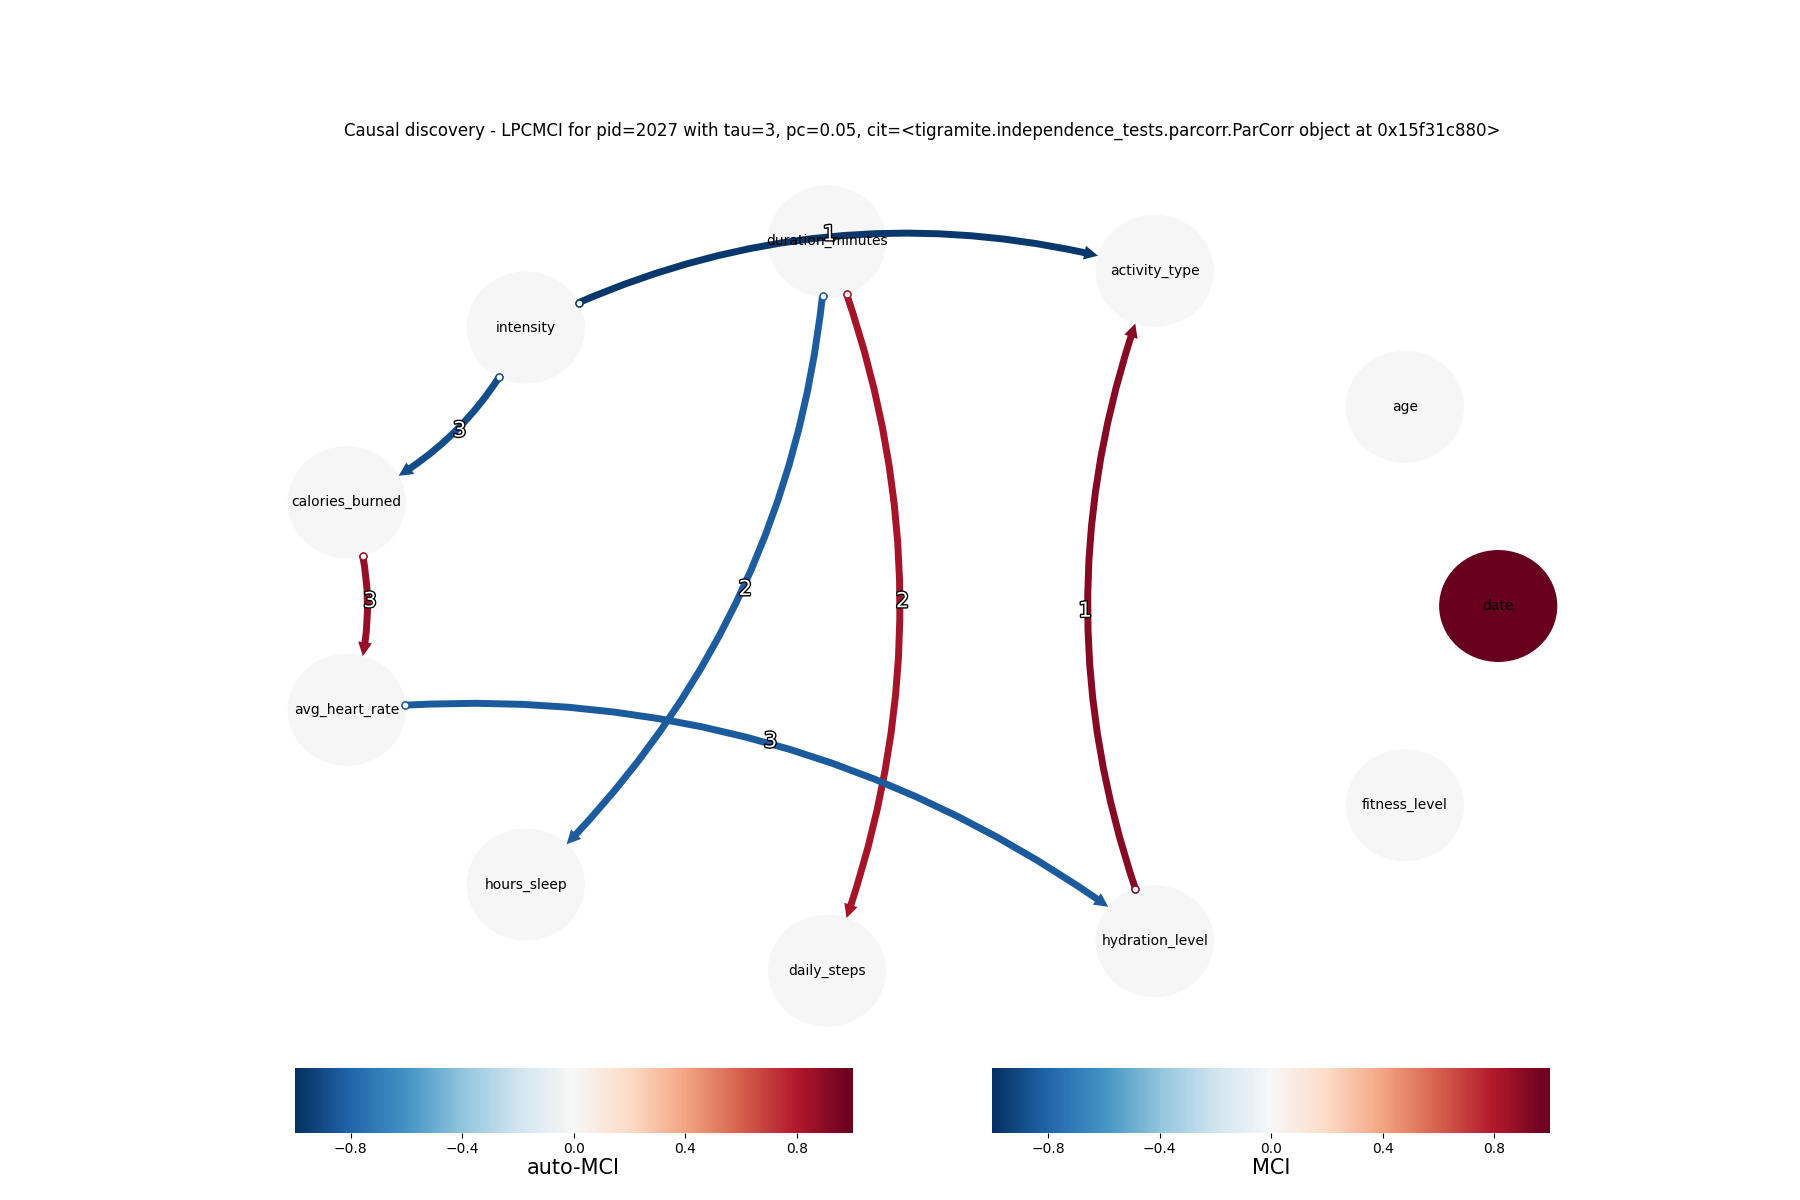 Causal discovery - LPCMCI for pid=2027 with tau=3, pc=0.05, cit=<tigramite.independence_tests.parcorr.ParCorr object at 0x15f31c880>
1
duration_minutes
activity_type
intensity
age
3
calories_burned
2
3
2
1
date
avg_heart_rate
3
fitness_level
hours_sleep
daily_steps
hydration_level
−0.8 −0.4 0.0 0.4 0.8
auto-MCI
−0.8 −0.4 0.0 0.4 0.8
MCI